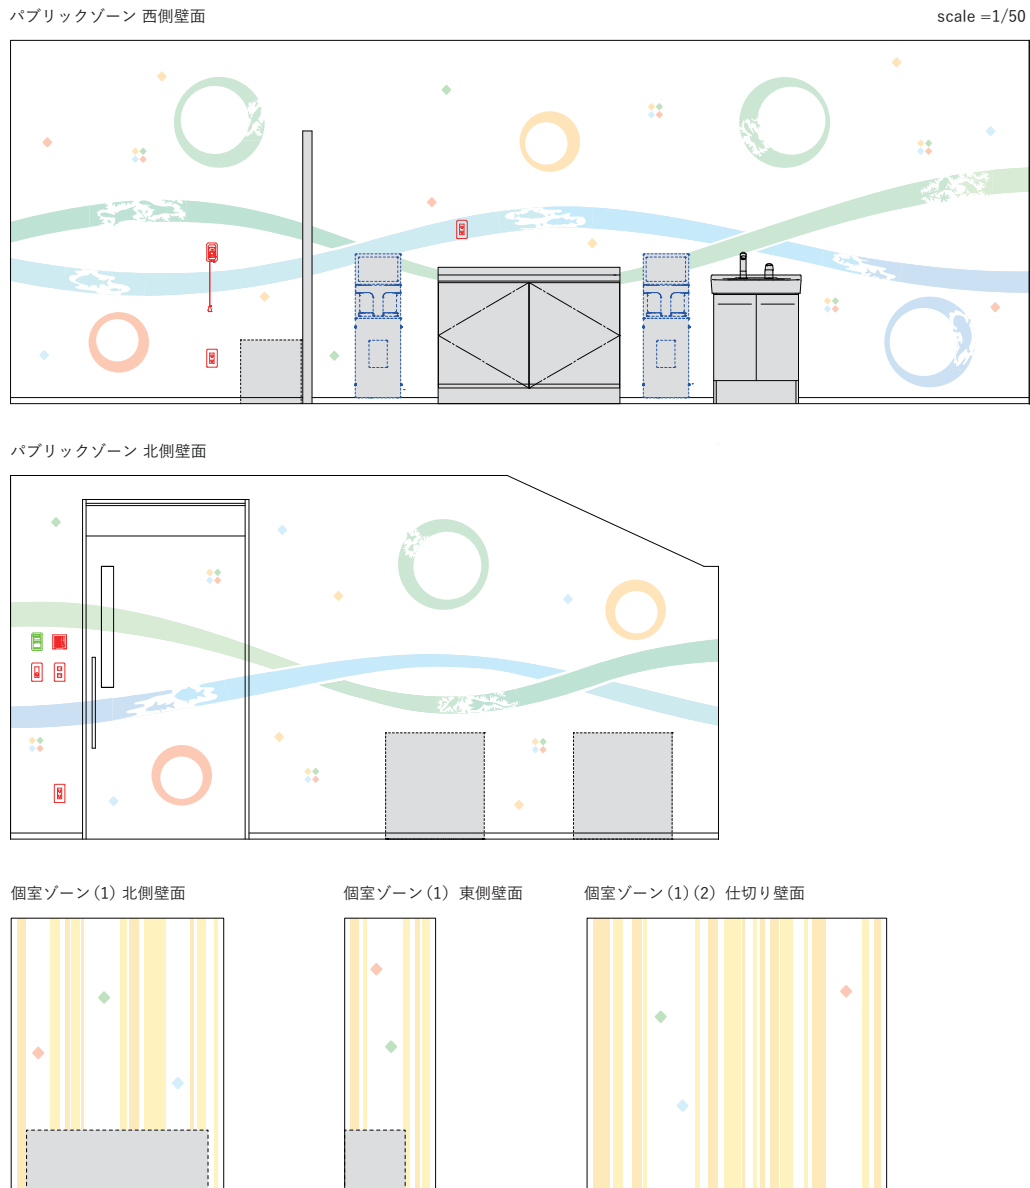 パブリックゾーン 西側壁面
scale =1/50
パブリックゾーン 北側壁面
個室ゾーン(1) 北側壁面
個室ゾーン(1) 東側壁面
個室ゾーン(1)(2) 仕切り壁面